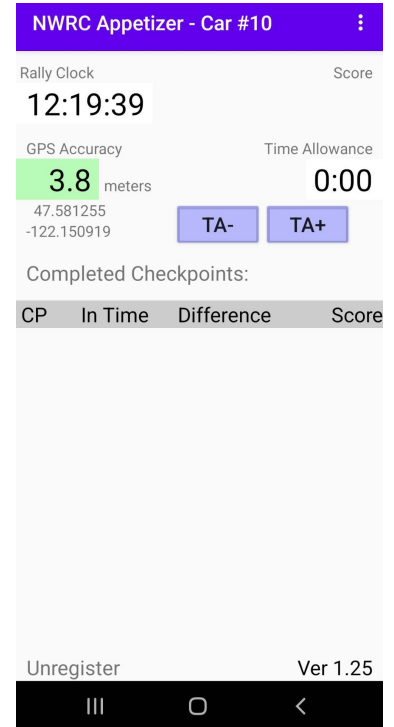 NWRC Appetizer - Car #10
Rally Clock Score
12:19:39
GPS Accuracy Time Allowance
3.8 meters 0:00
47.581255
-122.150919
TA- TA+
Completed Checkpoints:
CP In Time Difference Score
Unregister Ver 1.25